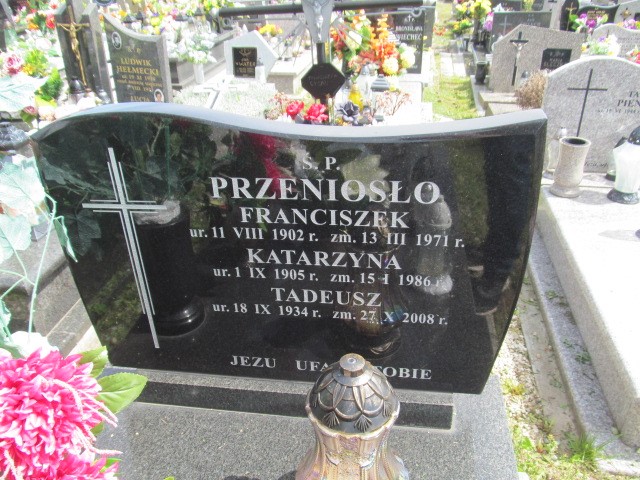 Ś. P.
PRZENIOSŁO
FRANCISZEK
ur. 11 VIII 1902 r. zm. 13 III 1971 r.
KATARZYNA
ur. 1 IX 1905 r. zm. 15 I 1986 r.
TADEUSZ
ur. 18 IX 1934 r. zm. 27 X 2008 r.
JEZU UFAM TOBIE
LUDWIK
HELMECKI